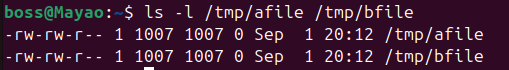 boss@Mayao:~$ ls -l /tmp/afile /tmp/bfile
-rw-rw-r-- 1 1007 1007 0 Sep  1 20:12 /tmp/afile
-rw-rw-r-- 1 1007 1007 0 Sep  1 20:12 /tmp/bfile